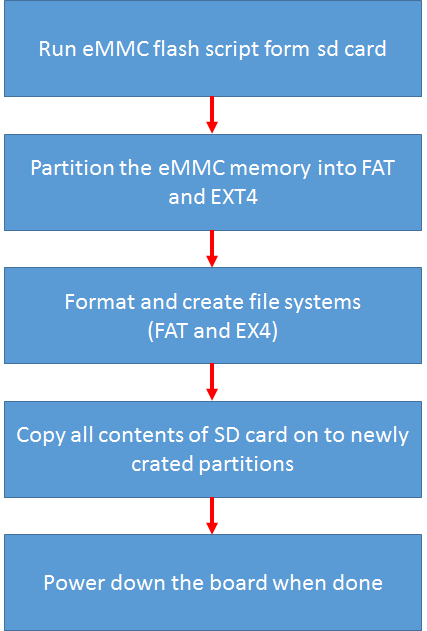 Run eMMC flash script form sd card
Partition the eMMC memory into FAT
and EXT4
Format and create file systems
(FAT and EX4)
Copy all contents of SD card on to newly
crated partitions
Power down the board when done